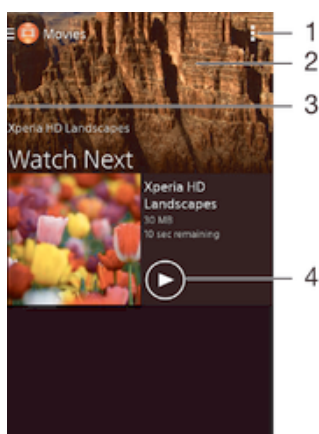 Movies
1
2
3
Xperia HD Landscapes
Watch Next
Xperia HD
Landscapes
30 MB
10 sec remaining
4